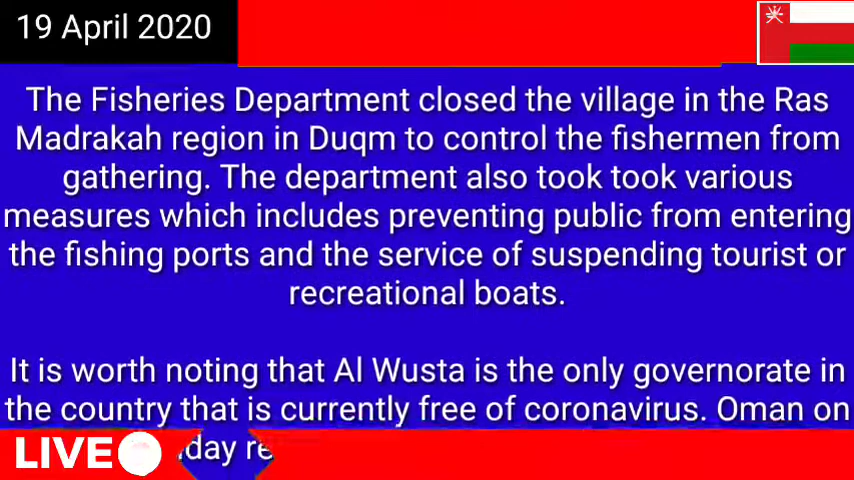 19 April 2020
The Fisheries Department closed the village in the Ras
Madrakah region in Duqm to control the fishermen from
gathering. The department also took took various
measures which includes preventing public from entering
the fishing ports and the service of suspending tourist or
recreational boats.
It is worth noting that Al Wusta is the only governorate in
the country that is currently free of coronavirus. Oman on
LIVE